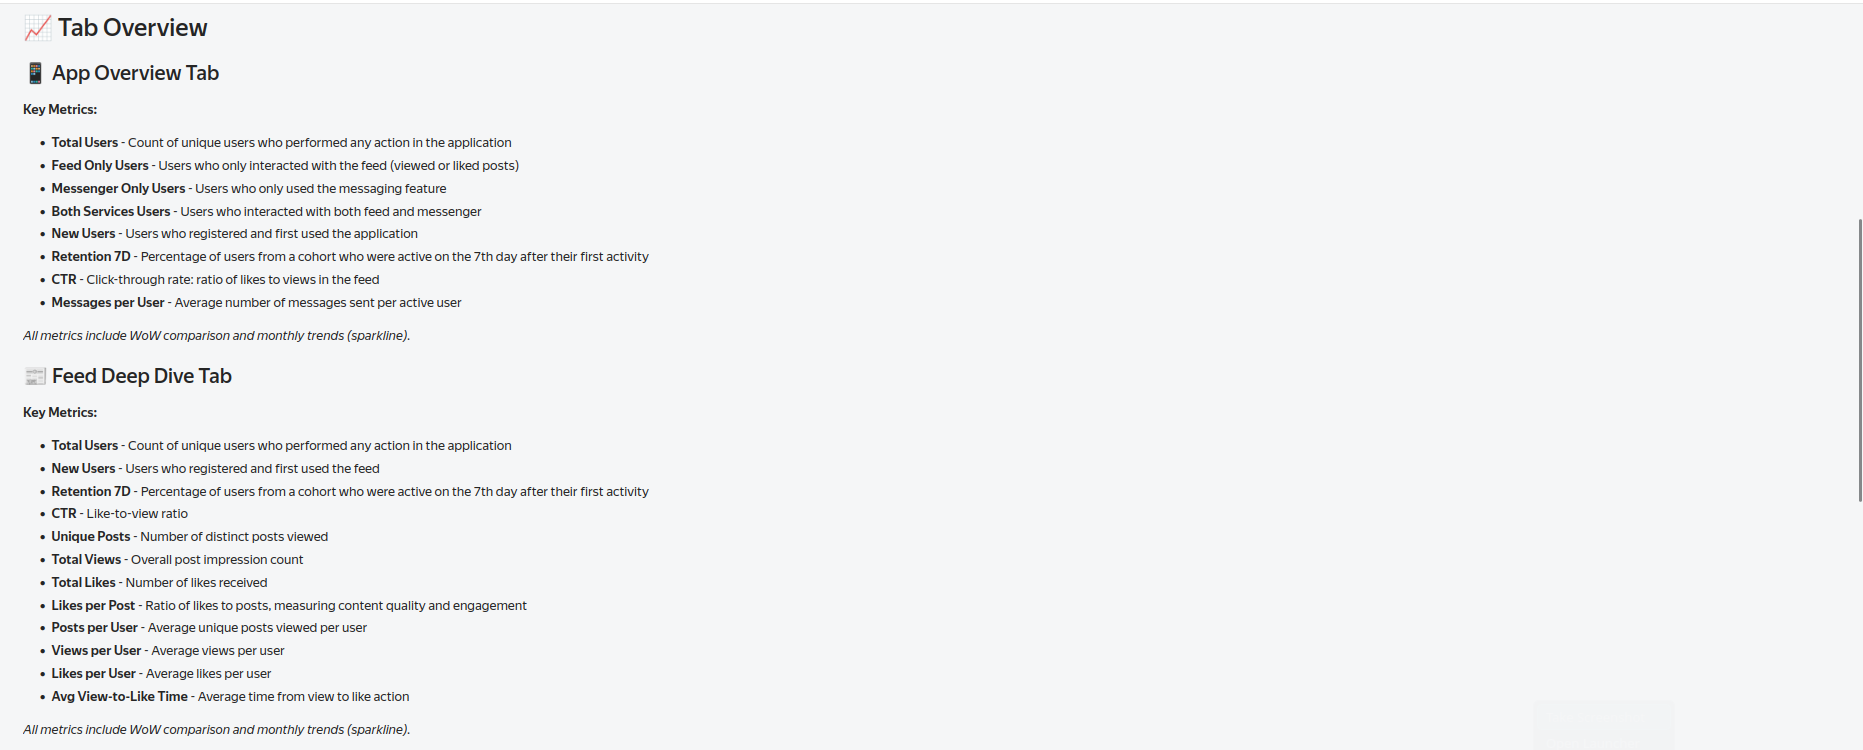 📈 Tab Overview
📱 App Overview Tab
Key Metrics:
• Total Users - Count of unique users who performed any action in the application
• Feed Only Users - Users who only interacted with the feed (viewed or liked posts)
• Messenger Only Users - Users who only used the messaging feature
• Both Services Users - Users who interacted with both feed and messenger
• New Users - Users who registered and first used the application
• Retention 7D - Percentage of users from a cohort who were active on the 7th day after their first activity
• CTR - Click-through rate: ratio of likes to views in the feed
• Messages per User - Average number of messages sent per active user
All metrics include WoW comparison and monthly trends (sparkline).
📰 Feed Deep Dive Tab
Key Metrics:
• Total Users - Count of unique users who performed any action in the application
• New Users - Users who registered and first used the feed
• Retention 7D - Percentage of users from a cohort who were active on the 7th day after their first activity
• CTR - Like-to-view ratio
• Unique Posts - Number of distinct posts viewed
• Total Views - Overall post impression count
• Total Likes - Number of likes received
• Likes per Post - Ratio of likes to posts, measuring content quality and engagement
• Posts per User - Average unique posts viewed per user
• Views per User - Average views per user
• Likes per User - Average likes per user
• Avg View-to-Like Time - Average time from view to like action
All metrics include WoW comparison and monthly trends (sparkline).